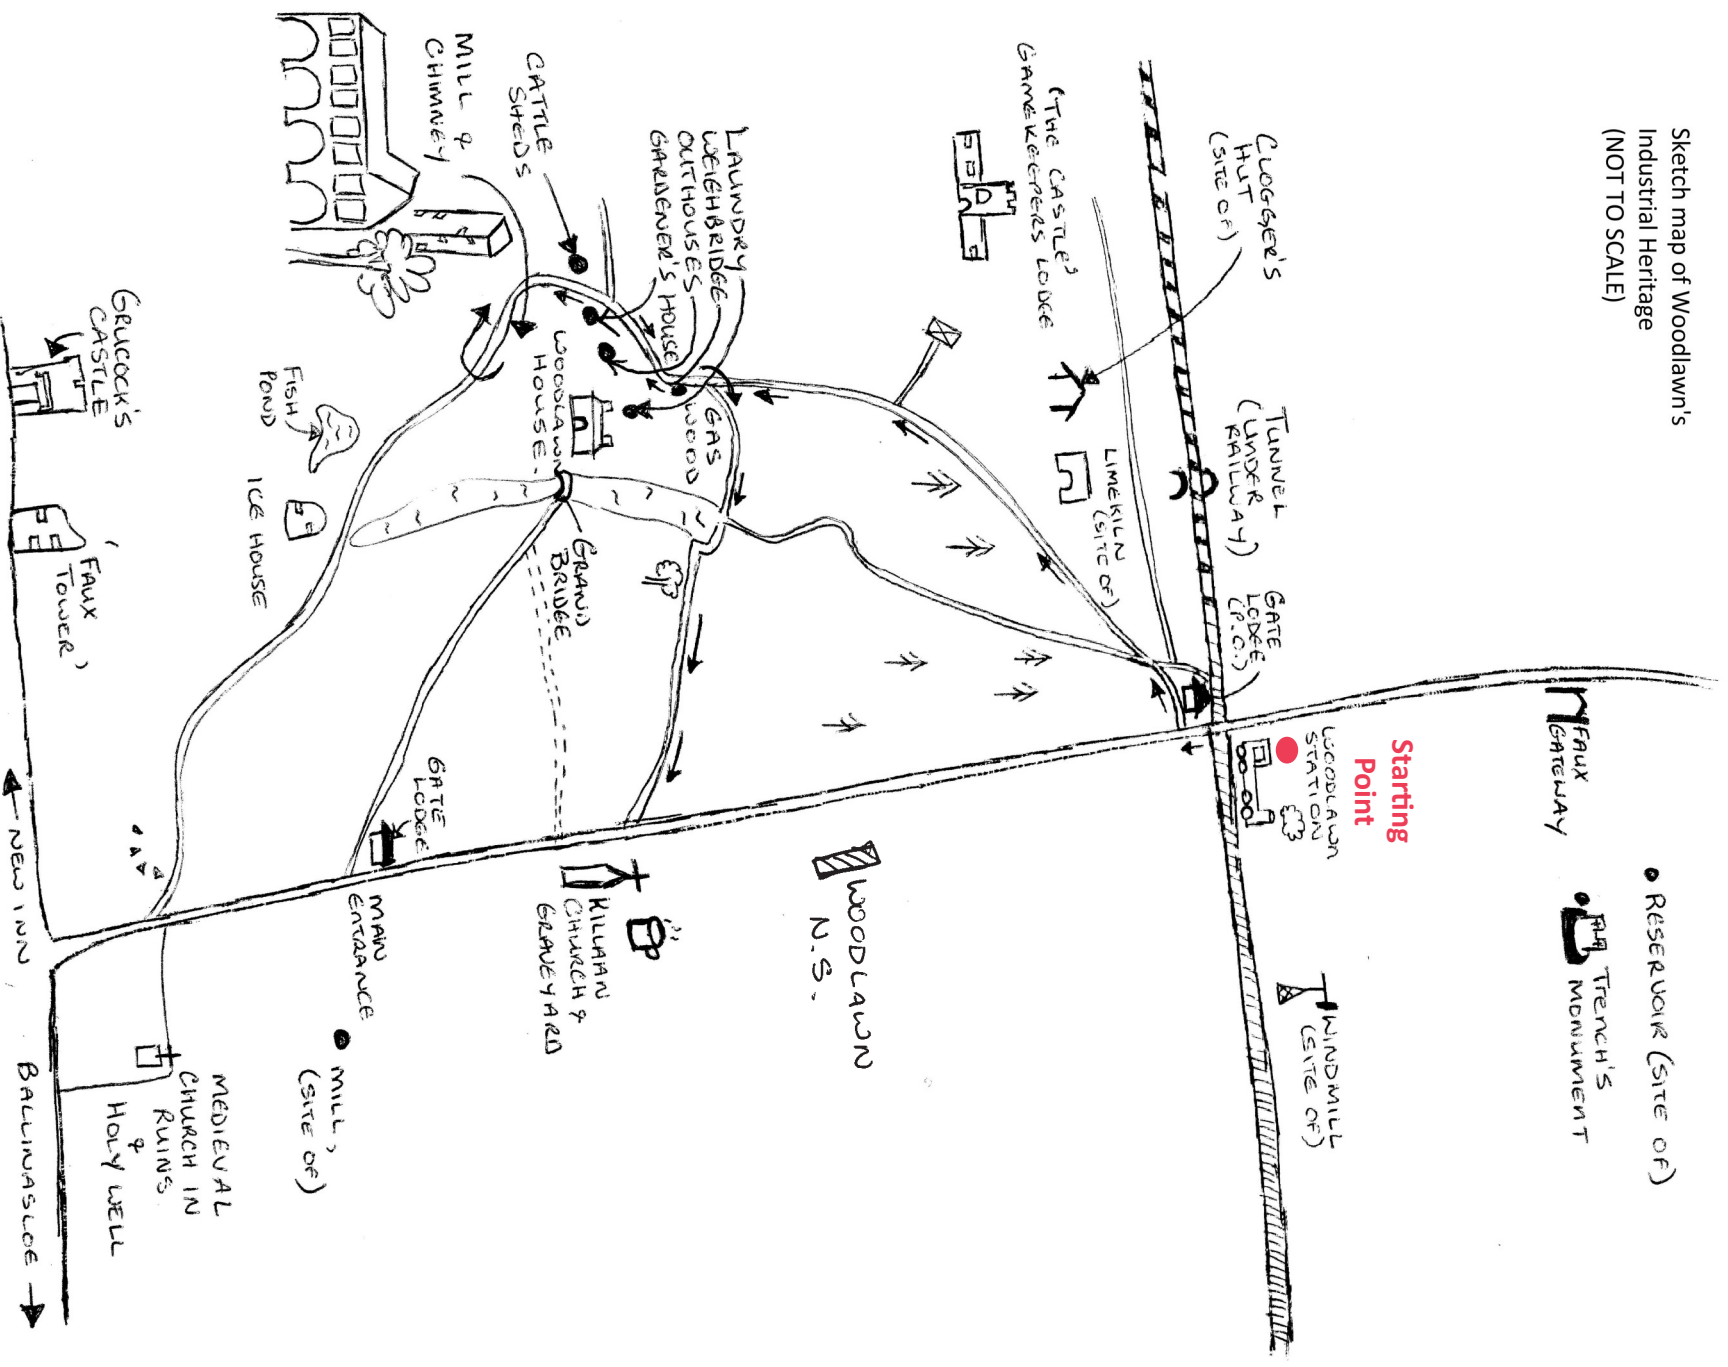 Sketch map of Woodlawn's
Industrial Heritage
(NOT TO SCALE)
RESERVOIR (SITE OF)
TRENCH'S
MONUMENT
FAUX
GATEWAY
Starting
Point
WOODLAWN
STATION
WINDMILL
(SITE OF)
CLOGGER'S
HUT
(SITE OF)
TUNNEL
(UNDER
RAILWAY)
GATE
LODGE
(P.O.)
"THE CASTLE"
GAMEKEEPERS LODGE
LIMEKILN
(SITE OF)
WOODLAWN
N.S.
LAUNDRY
WEIGHBRIDGE
OUTHOUSES
GARDENER'S HOUSE
GAS
WOOD
CATTLE
SHEDS
WOODLAWN
HOUSE.
GRAND
BRIDGE
KILLAAN
CHURCH &
GRAVEYARD
MILL &
CHIMNEY
GATE
LODGE
MAIN
ENTRANCE
MILL,
(SITE OF)
FISH
POND
ICE HOUSE
MEDIEVAL
CHURCH IN
RUINS
&
HOLY WELL
GRUCOCK'S
CASTLE
'FAUX
TOWER'
NEW INN
BALLINASLOE